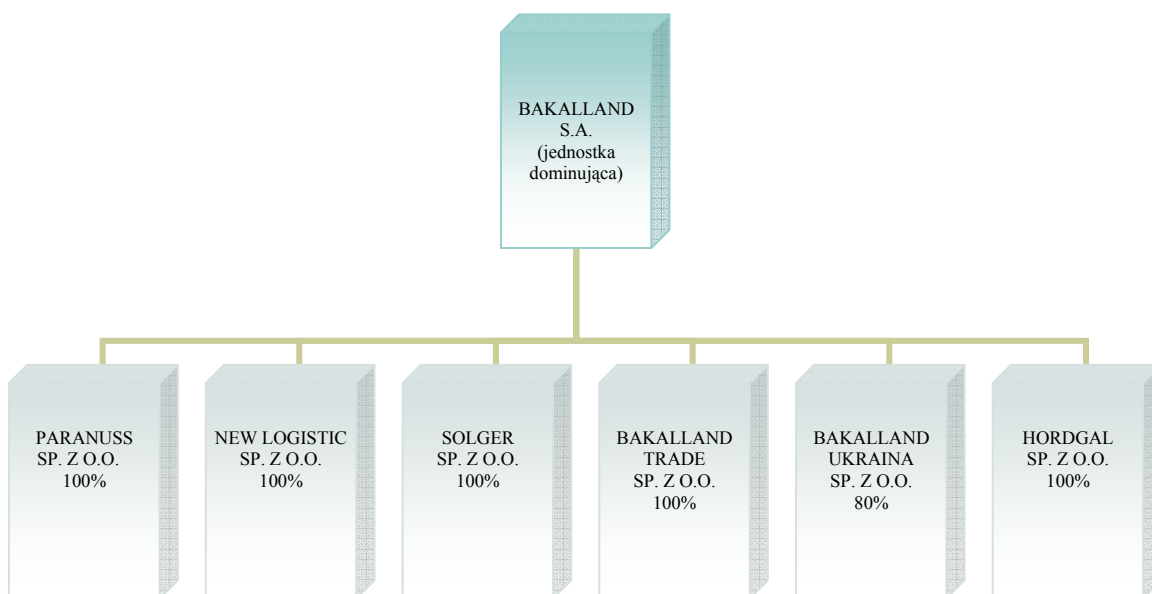 BAKALLAND
S.A.
(jednostka
dominująca)
PARANUSS
SP. Z O.O.
100%
NEW LOGISTIC
SP. Z O.O.
100%
SOLGER
SP. Z O.O.
100%
BAKALLAND
TRADE
SP. Z O.O.
100%
BAKALLAND
UKRAINA
SP. Z O.O.
80%
HORDGAL
SP. Z O.O.
100%